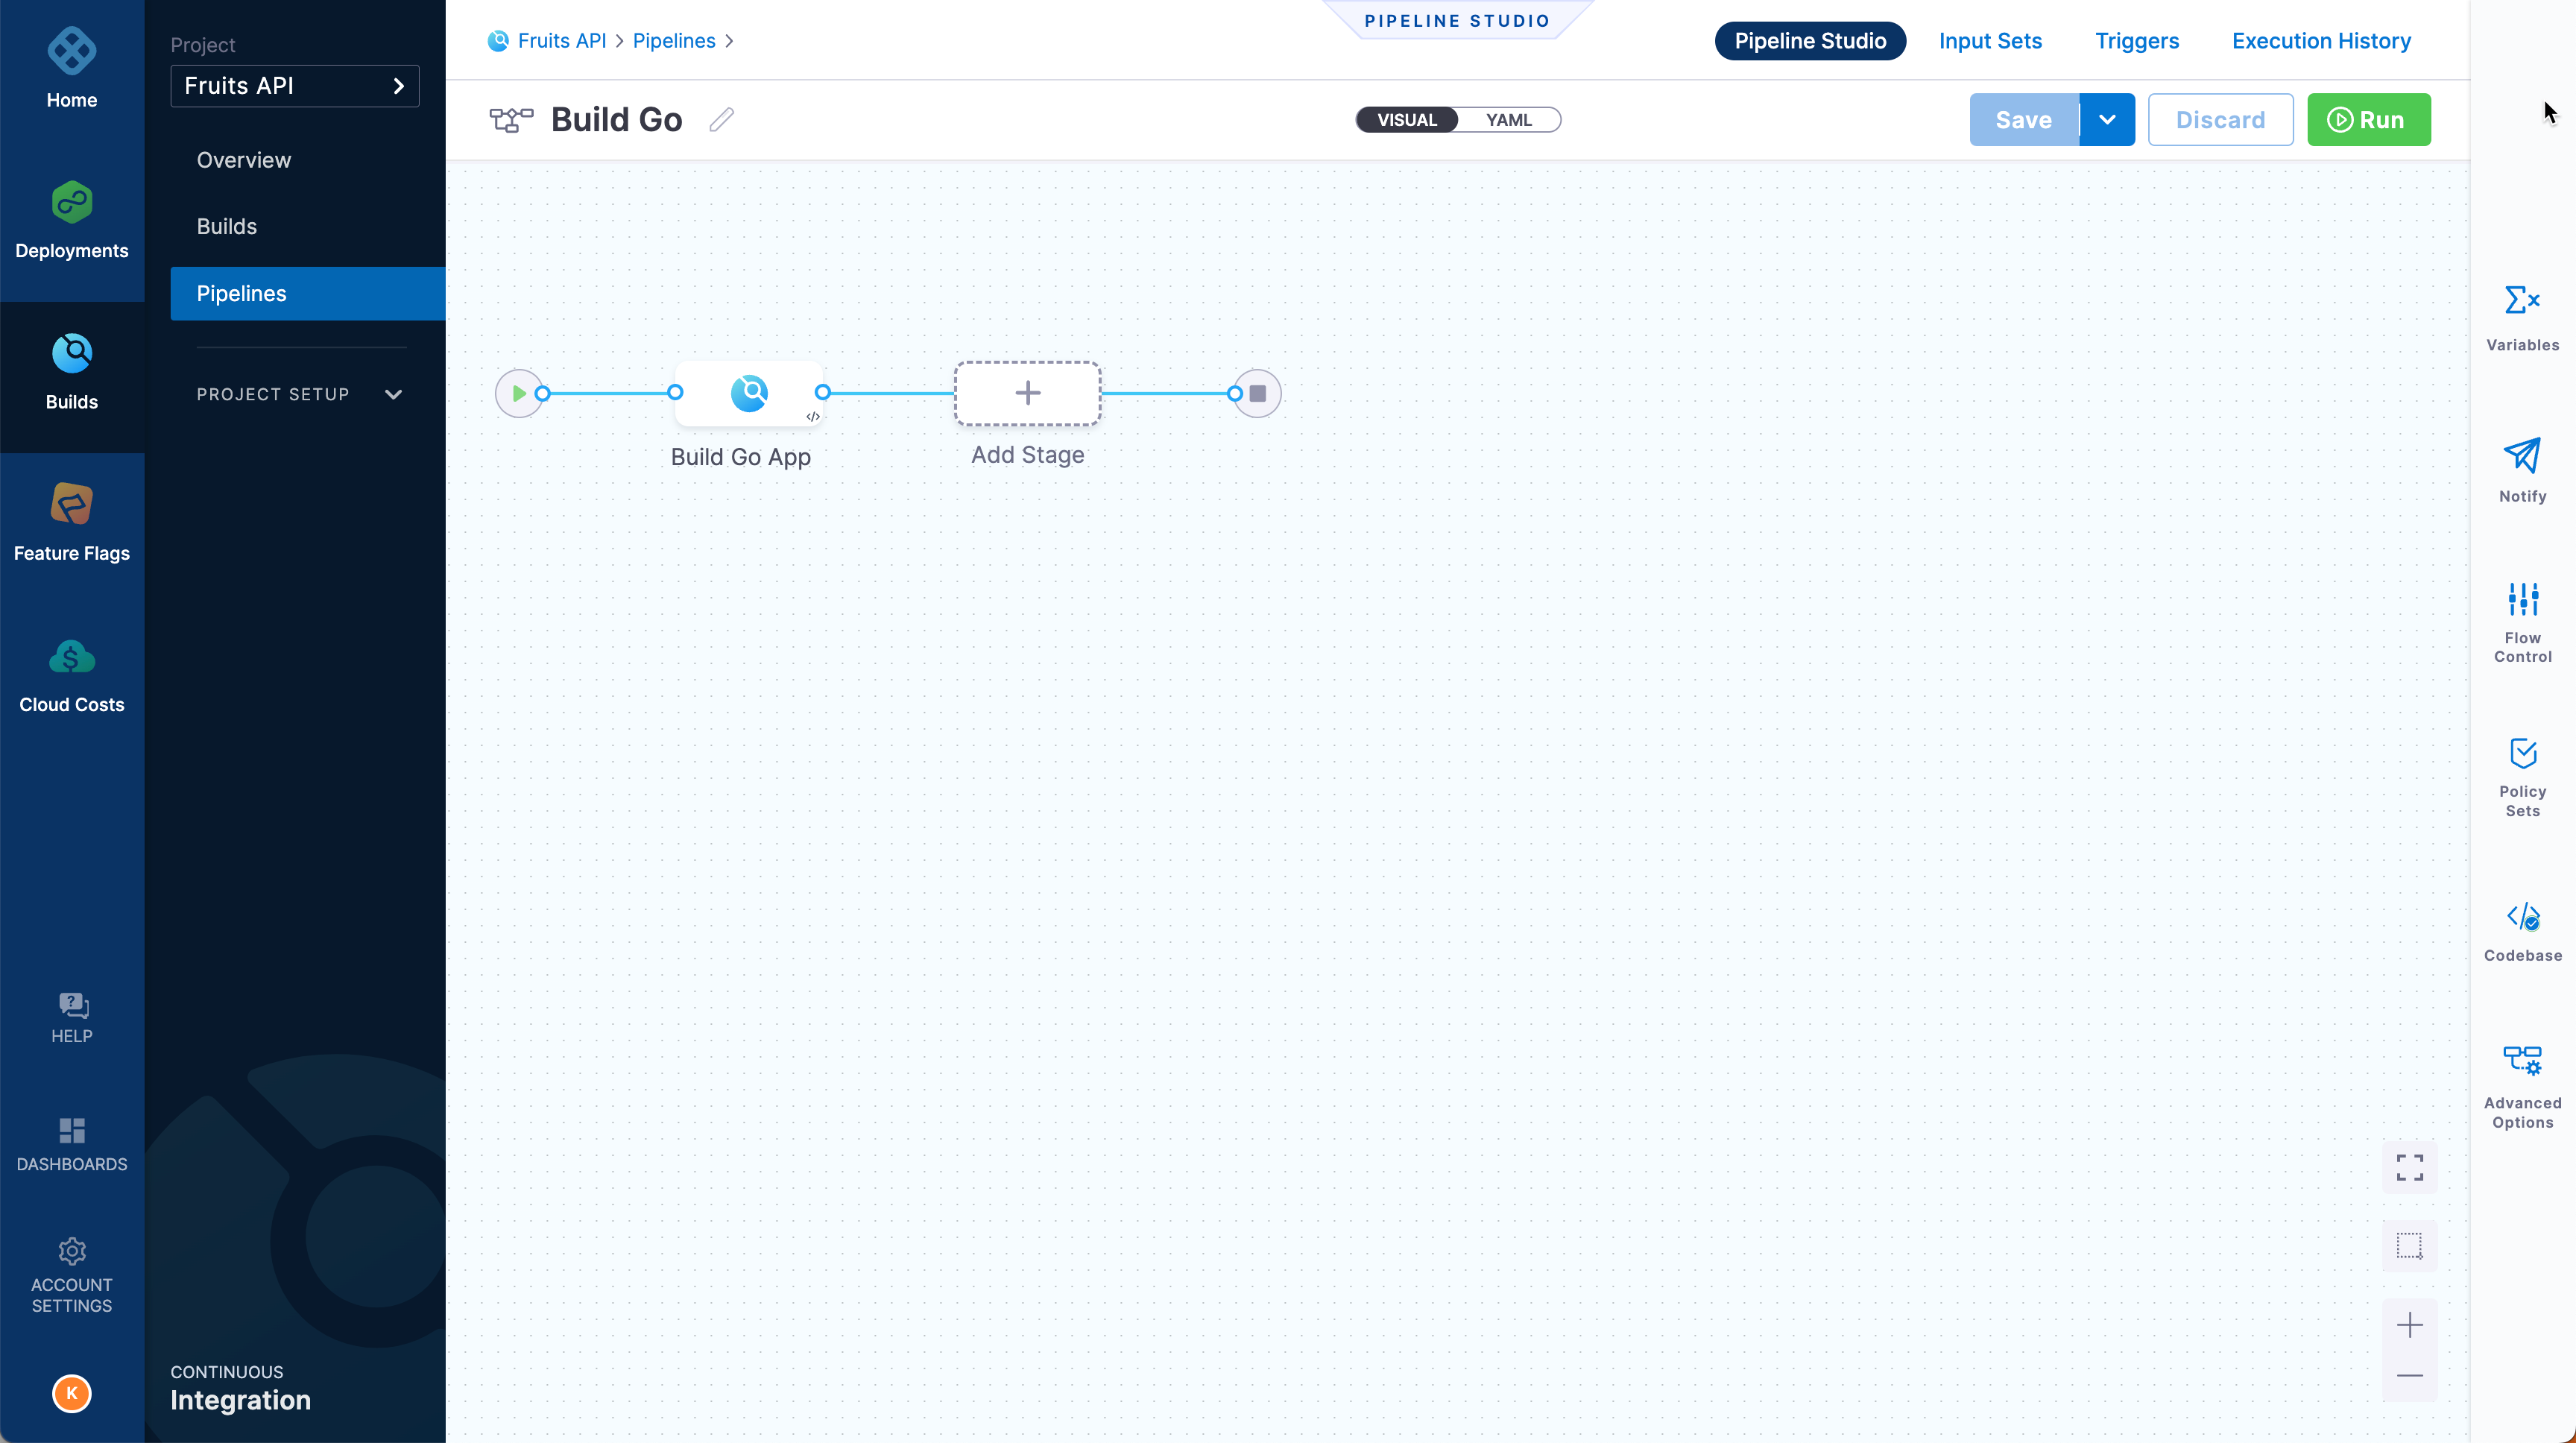 Home
Deployments
Builds
Feature Flags
Cloud Costs
HELP
DASHBOARDS
ACCOUNT
SETTINGS
K
Project
Fruits API
Overview
Builds
Pipelines
PROJECT SETUP
CONTINUOUS
Integration
Fruits API > Pipelines >
PIPELINE STUDIO
Pipeline Studio
Input Sets
Triggers
Execution History
Build Go
VISUAL
YAML
Save
Discard
Run
</>
Build Go App
Add Stage
Variables
Notify
Flow
Control
Policy
Sets
Codebase
Advanced
Options